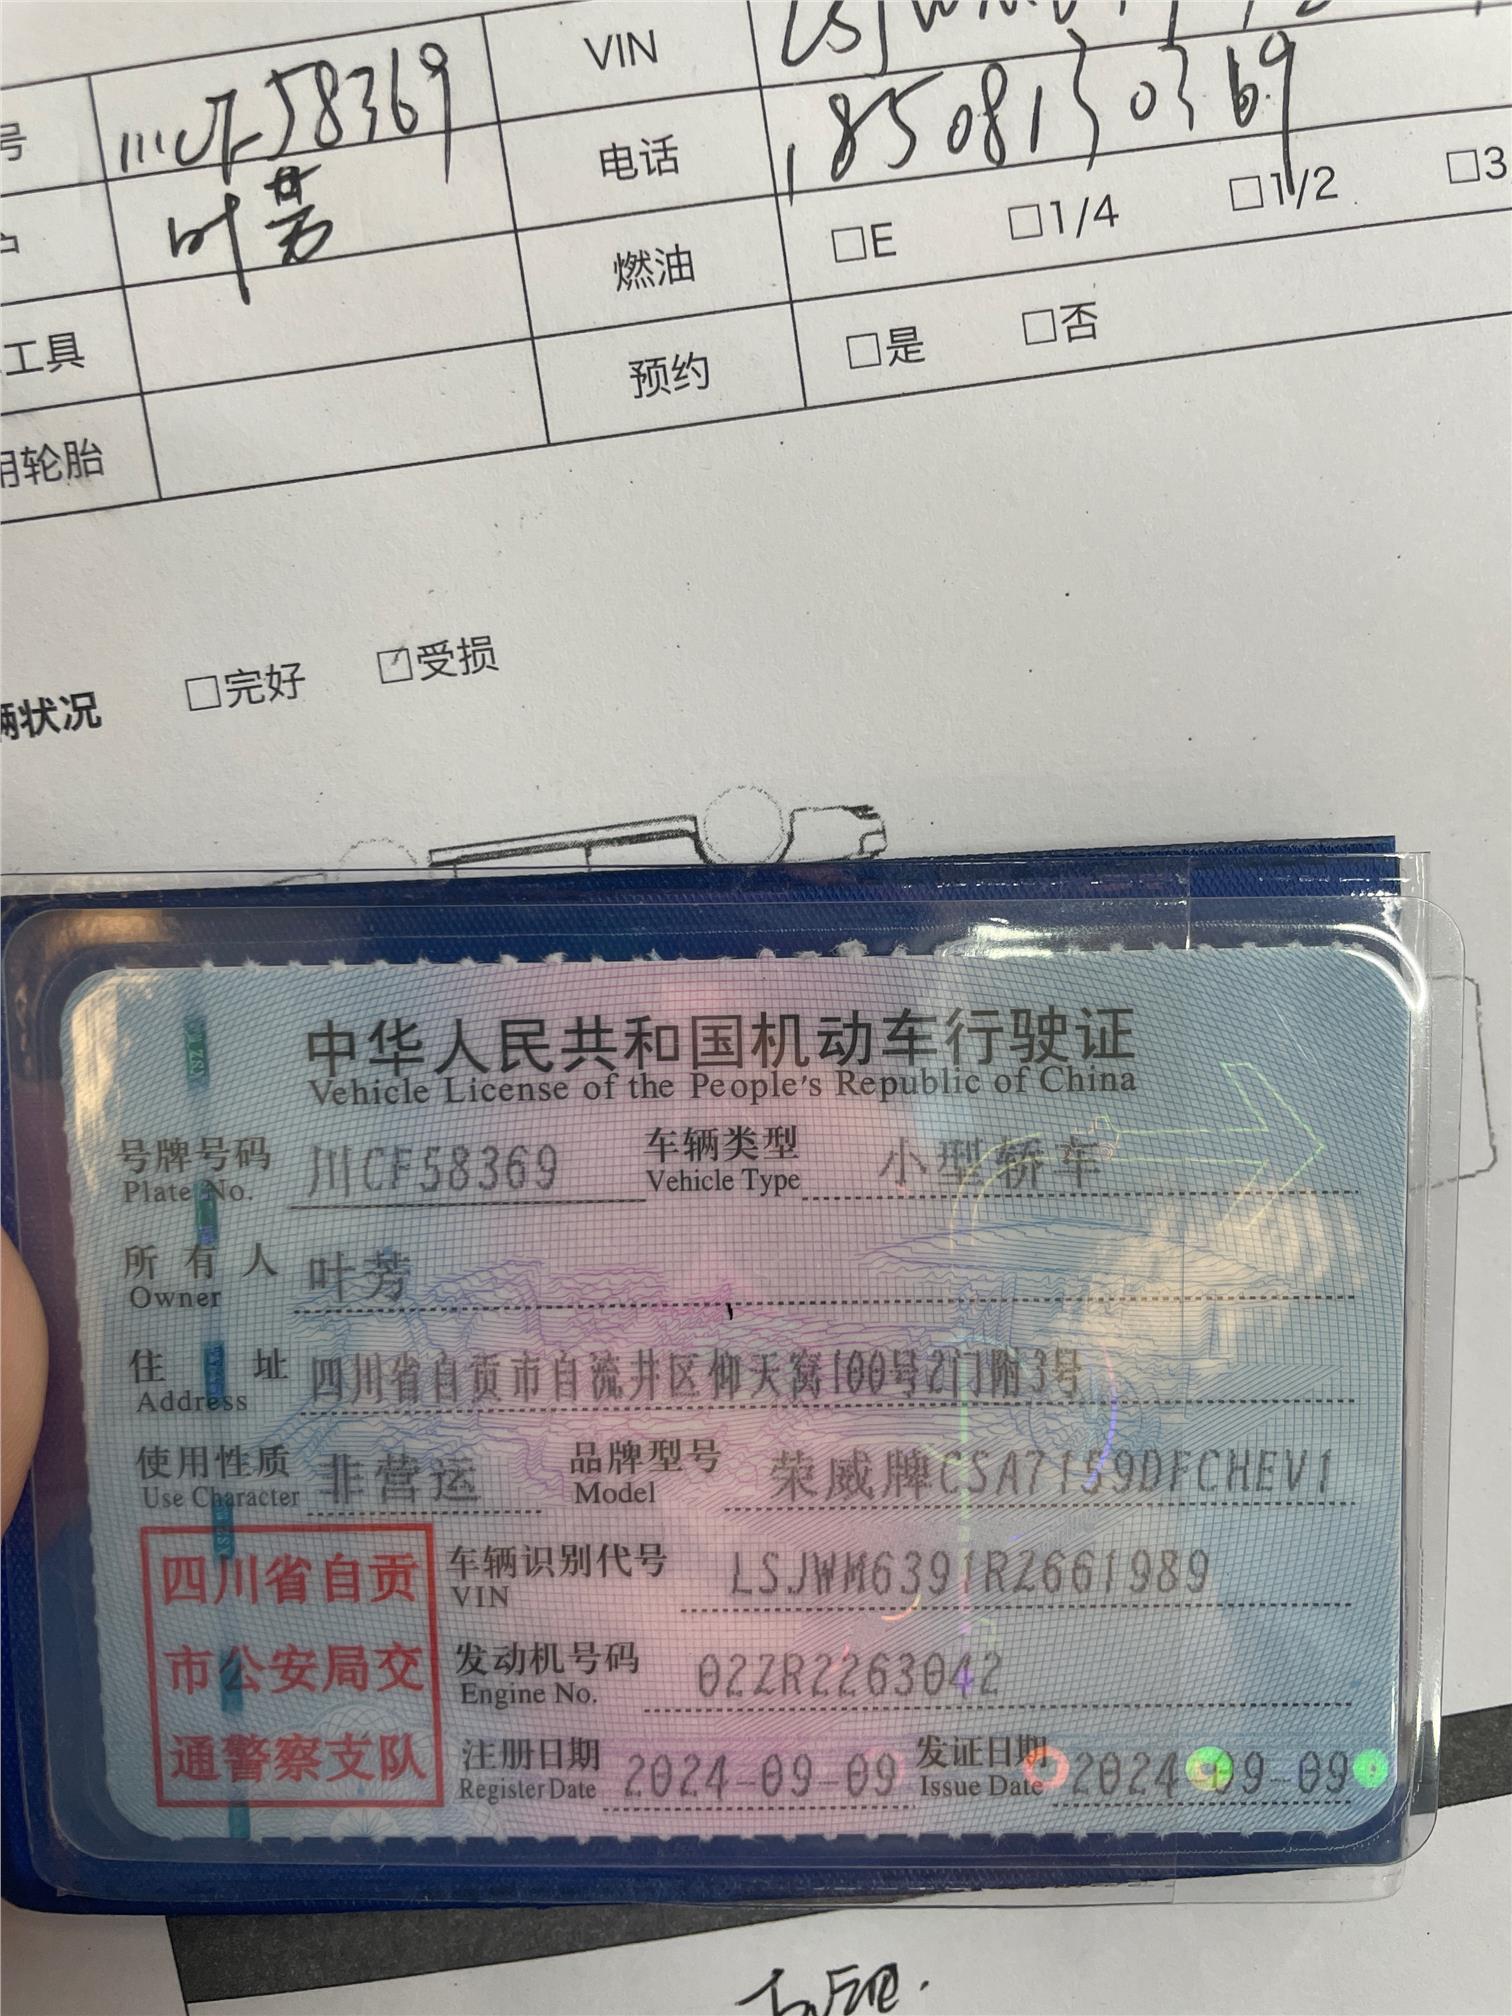 号 川CF58369 VIN
户 叶芳 电话 18508130369
燃油 □E □1/4 □1/2 □3
工具 预约 □是 □否
用轮胎
辆状况 □完好 ☑受损
中华人民共和国机动车行驶证
Vehicle License of the People's Republic of China
号牌号码 川CF58369 车辆类型 小型轿车
Plate No. Vehicle Type
所有人 叶芳
Owner
住址 四川省自贡市自流井区仰天窝100号2门附3号
Address
使用性质 非营运 品牌型号 荣威牌CSA7159DFCHEV1
Use Character Model
四川省自贡 车辆识别代号 LSJWM6391RZ661989
VIN
市公安局交 发动机号码 02ZR2263042
Engine No.
通警察支队 注册日期 2024-09-09 发证日期 2024-09-09
Register Date Issue Date